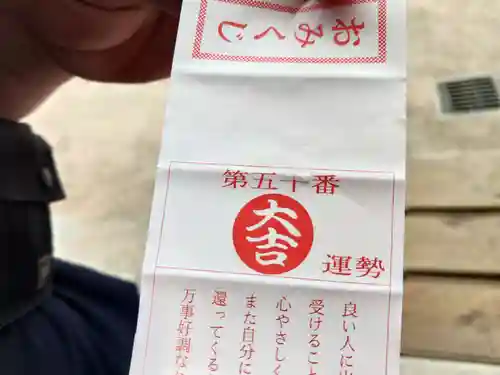 おみくじ
第五十番
大吉
運勢
良い人に
受けること
心やさしく
また自分に
還ってくる
万事好調な